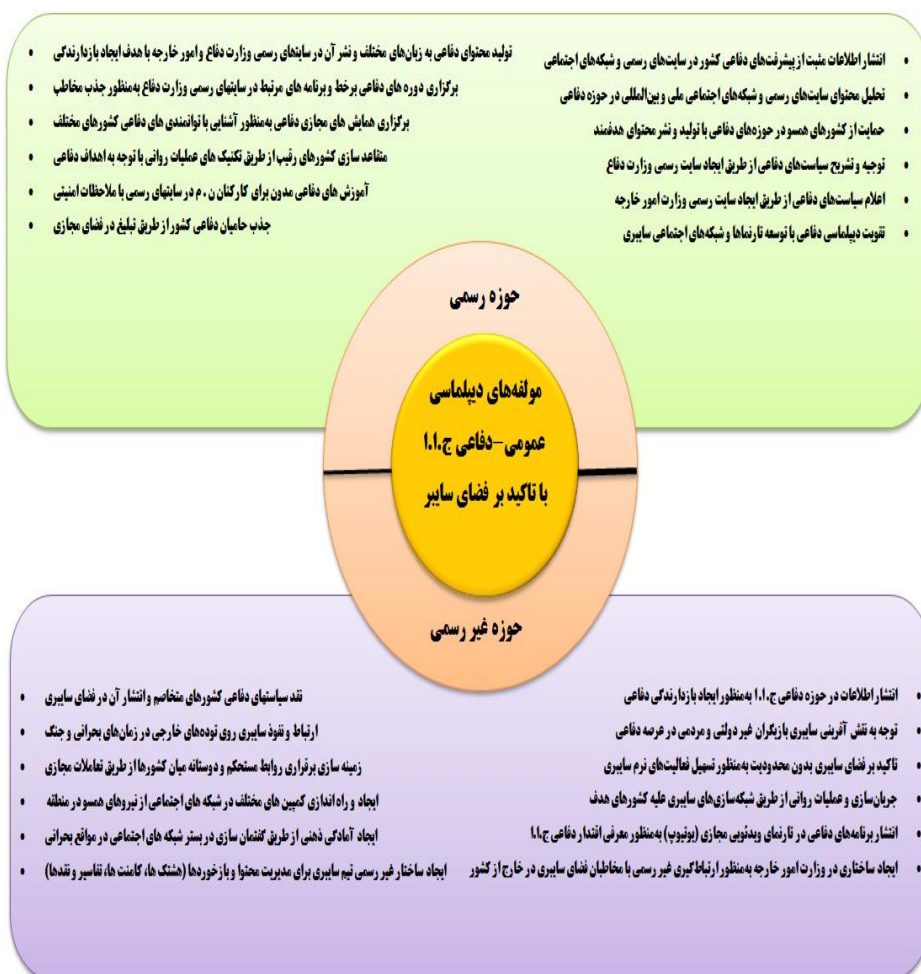 انتشار اطلاعات مثبت از پیشرفت‌های دفاعی کشور در سایت‌های رسمی و شبکه‌های اجتماعی
تحلیل محتوای سایت‌های رسمی و شبکه‌های اجتماعی ملی و بین‌المللی در حوزه دفاعی
حمایت از کشورهای همسو در حوزه‌های دفاعی با تولید و نشر محتوای هدفمند
توجیه و تشریح سیاست‌های دفاعی از طریق ایجاد سایت رسمی وزارت دفاع
اعلام سیاست‌های دفاعی از طریق ایجاد سایت رسمی وزارت امور خارجه
تقویت دیپلماسی دفاعی با توسعه تارنماها و شبکه‌های اجتماعی سایبری
تولید محتوای دفاعی به زبان‌های مختلف و نشر آن در سایتهای رسمی وزارت دفاع و امور خارجه با هدف ایجاد بازدارندگی
برگزاری دوره های دفاعی برخط و برنامه های مرتبط در سایتهای رسمی وزارت دفاع به‌منظور جذب مخاطب
برگزاری همایش های مجازی دفاعی به‌منظور آشنایی با توانمندی های دفاعی کشورهای مختلف
متقاعد سازی کشورهای رقیب از طریق تکنیک های عملیات روانی با توجه به اهداف دفاعی
آموزش های دفاعی مدون برای کارکنان ن . م در سایتهای رسمی با ملاحظات امنیتی
جذب حامیان دفاعی کشور از طریق تبلیغ در فضای مجازی
حوزه رسمی
مولفه‌های دیپلماسی
عمومی-دفاعی ج.ا.ا
با تاکید بر فضای سایبر
حوزه غیر رسمی
انتشار اطلاعات در حوزه دفاعی ج.ا.ا به‌منظور ایجاد بازدارندگی دفاعی
توجه به نقش آفرینی سایبری بازیگران غیر دولتی و مردمی در عرصه دفاعی
تاکید بر فضای سایبری بدون محدودیت به‌منظور تسهیل فعالیت‌های نرم سایبری
جریان‌سازی و عملیات روانی از طریق شبکه‌سازی‌های سایبری علیه کشورهای هدف
انتشار برنامه‌های دفاعی در تارنمای ویدئویی مجازی (یوتیوپ) به‌منظور معرفی اقتدار دفاعی ج.ا.ا
ایجاد ساختاری در وزارت امور خارجه به‌منظور ارتباط‌گیری غیر رسمی با مخاطبان فضای سایبری در خارج از کشور
نقد سیاستهای دفاعی کشورهای متخاصم و انتشار آن در فضای سایبری
ارتباط و نفوذ سایبری روی توده‌های خارجی در زمان‌های بحرانی و جنگ
زمینه سازی برقراری روابط مستحکم و دوستانه میان کشورها از طریق تعاملات مجازی
ایجاد و راه اندازی کمپین های مختلف در شبکه های اجتماعی از نیروهای همسو در منطقه
ایجاد آمادگی ذهنی از طریق گفتمان سازی در بستر شبکه های اجتماعی در مواقع بحرانی
ایجاد ساختار غیر رسمی تیم سایبری برای مدیریت محتوا و بازخوردها (هشتک ها، کامنت ها، تفاسیر و نقدها)